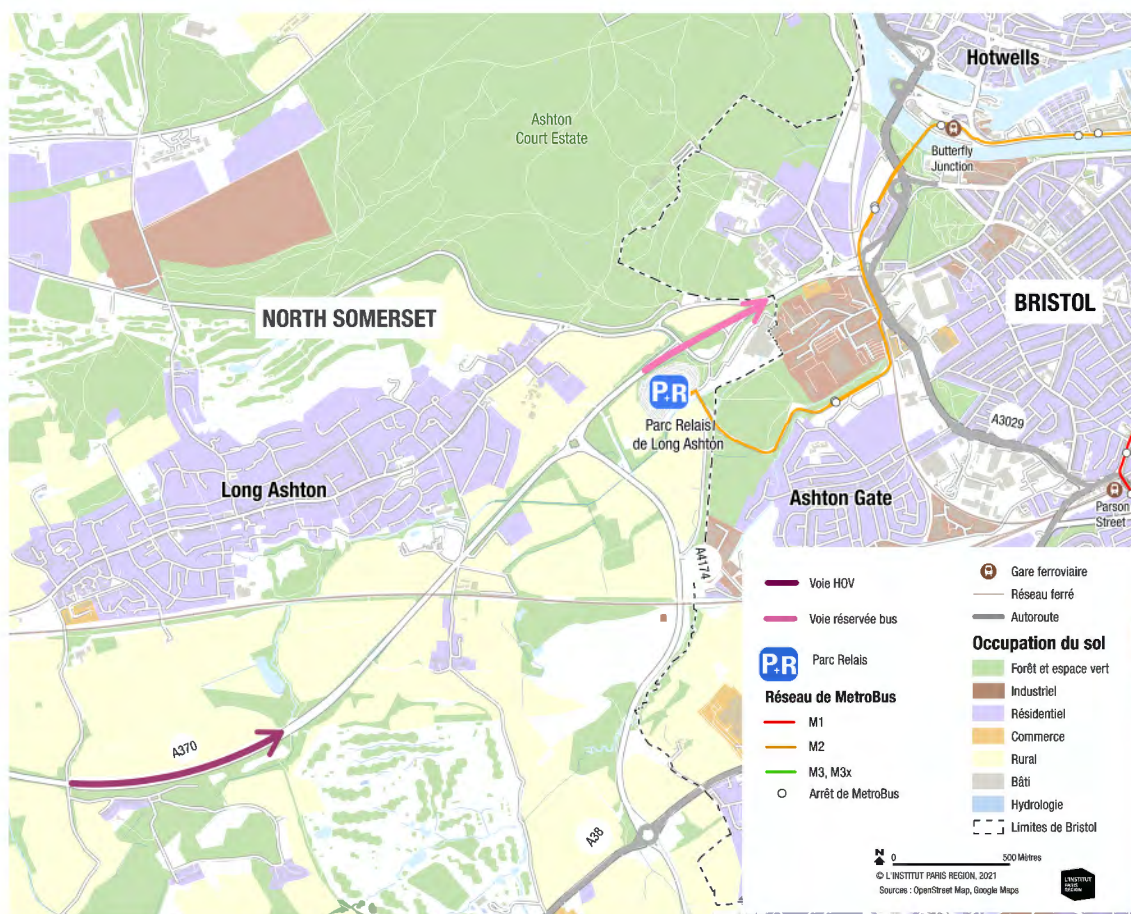 Hotwells
Ashton
Court Estate
Butterfly
Junction
NORTH SOMERSET
BRISTOL
P+R
Parc Relais
de Long Ashton
A3029
Long Ashton
Ashton Gate
Parson
Street
A4174
A370
A38
Voie HOV
Voie réservée bus
P+R
Parc Relais
Réseau de MetroBus
M1
M2
M3, M3x
Arrêt de MetroBus
Gare ferroviaire
Réseau ferré
Autoroute
Occupation du sol
Forêt et espace vert
Industriel
Résidentiel
Commerce
Rural
Bâti
Hydrologie
Limites de Bristol
N
0
500 Mètres
© L'INSTITUT PARIS REGION, 2021
Sources : OpenStreet Map, Google Maps
L'INSTITUT
PARIS
REGION